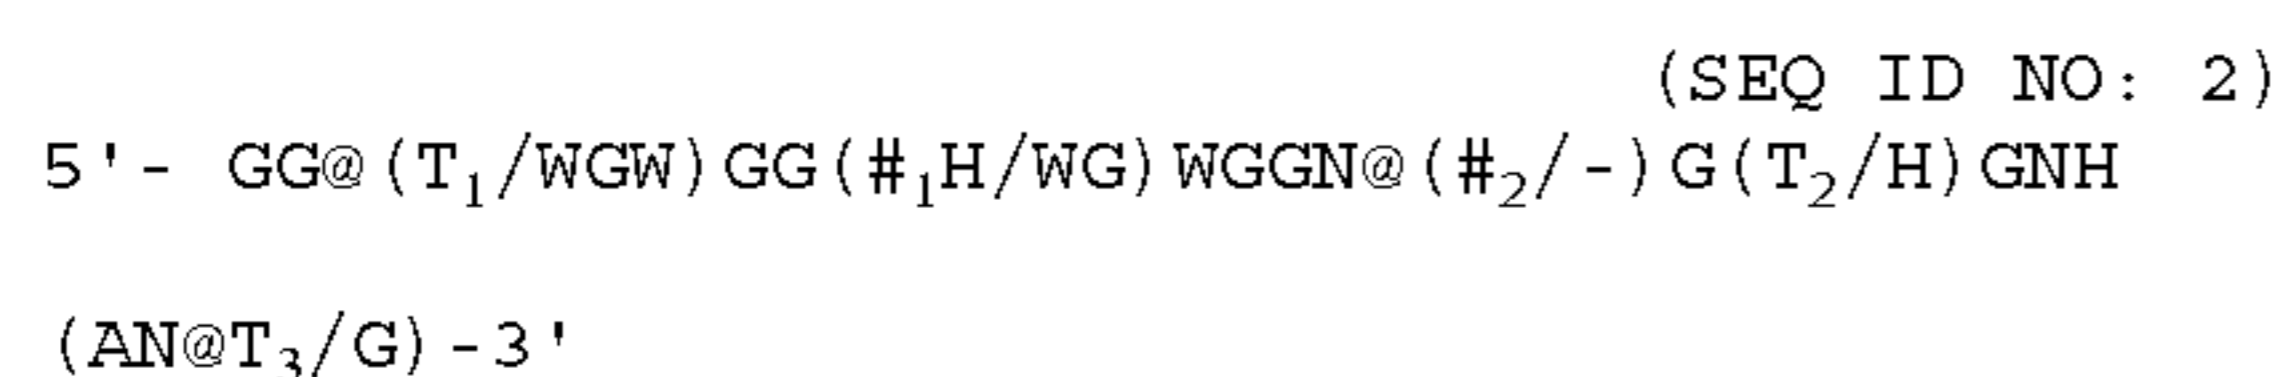 (SEQ ID NO: 2)
5'- GG@(T₁/WGW)GG(#₁H/WG)WGGN@(#₂/-)G(T₂/H)GNH
(AN@T₃/G)-3'